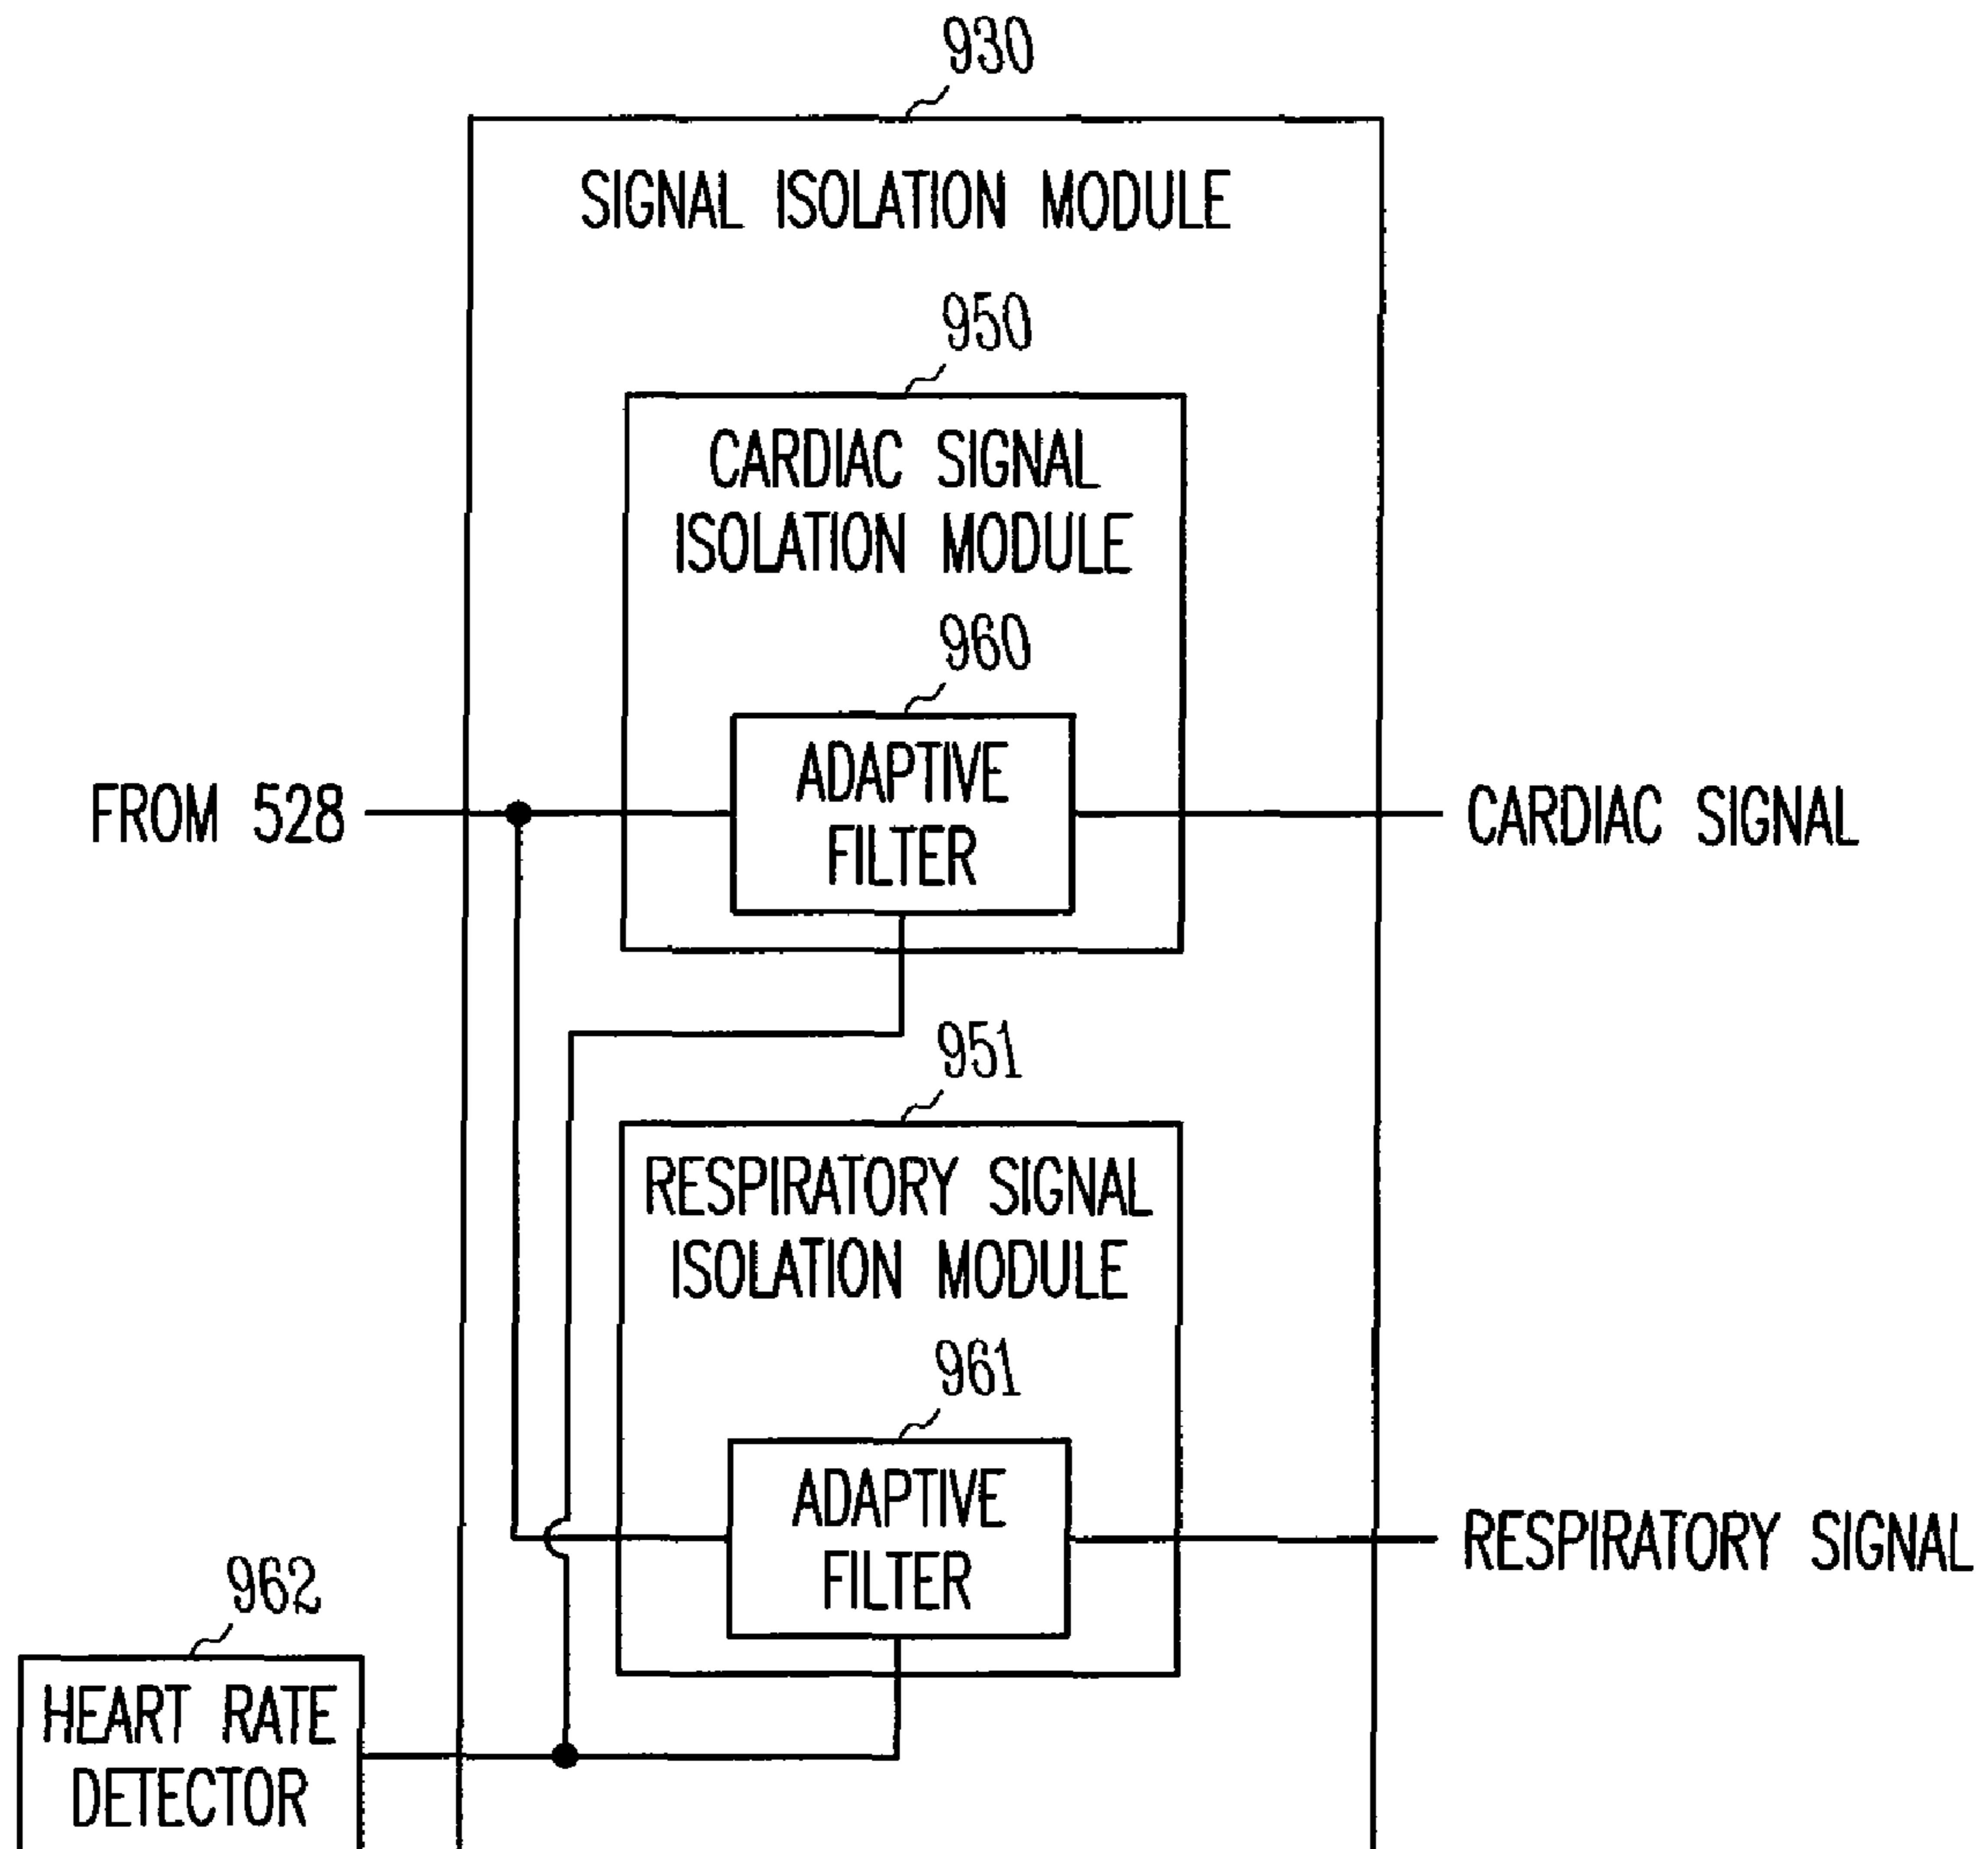 930
SIGNAL ISOLATION MODULE
950
CARDIAC SIGNAL
ISOLATION MODULE
960
ADAPTIVE
FILTER
FROM 528
CARDIAC SIGNAL
951
RESPIRATORY SIGNAL
ISOLATION MODULE
961
ADAPTIVE
FILTER
RESPIRATORY SIGNAL
962
HEART RATE
DETECTOR